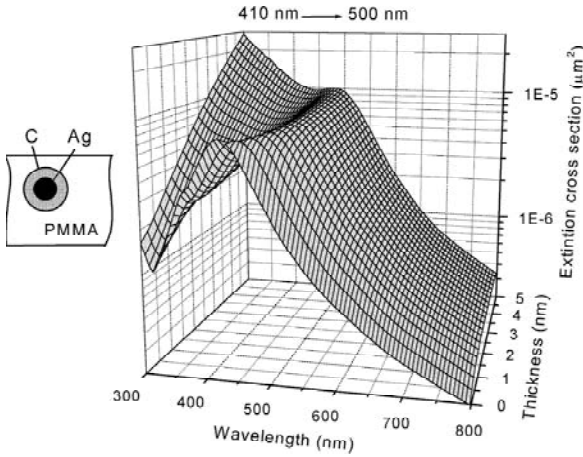 410 nm → 500 nm
C Ag
PMMA
Extintion cross section (μm²)
1E-5
1E-6
5
4
3
2
1
0
Thickness (nm)
300 400 500 600 700 800
Wavelength (nm)